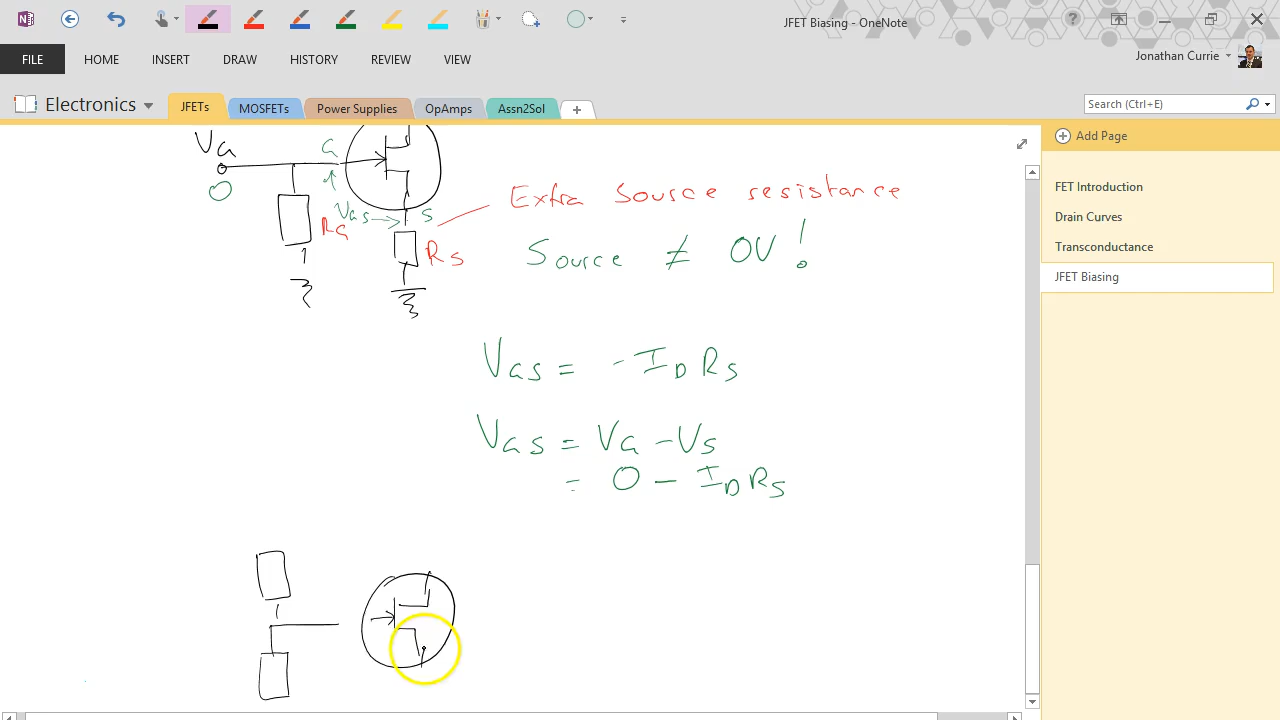 JFET Biasing - OneNote
?
FILE HOME INSERT DRAW HISTORY REVIEW VIEW
Jonathan Currie
Electronics
JFETs MOSFETs Power Supplies OpAmps Assn2Sol +
Search (Ctrl+E)
Add Page
FET Introduction
Drain Curves
Transconductance
JFET Biasing
VG
G
0
VGS
S
RG
RS
Extra Source resistance
Source ≠ 0V!
VGS = -IDRS
VGS = VG - VS
= 0 - IDRS